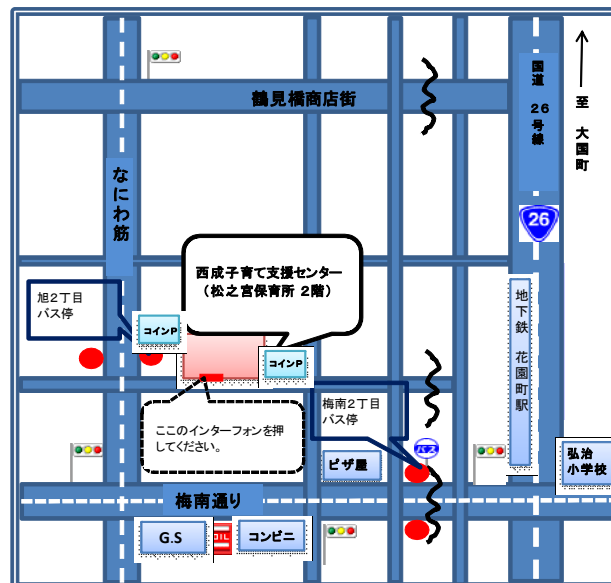 国道 26号線
至 大国町
鶴見橋商店街
なにわ筋
26
西成子育て支援センター
（松之宮保育所 2階）
旭2丁目
バス停
コインP
コインP
地下鉄 花園町駅
梅南2丁目
バス停
ここのインターフォンを押
してください。
バス
ピザ屋
弘治
小学校
梅南通り
G.S
OIL
コンビニ